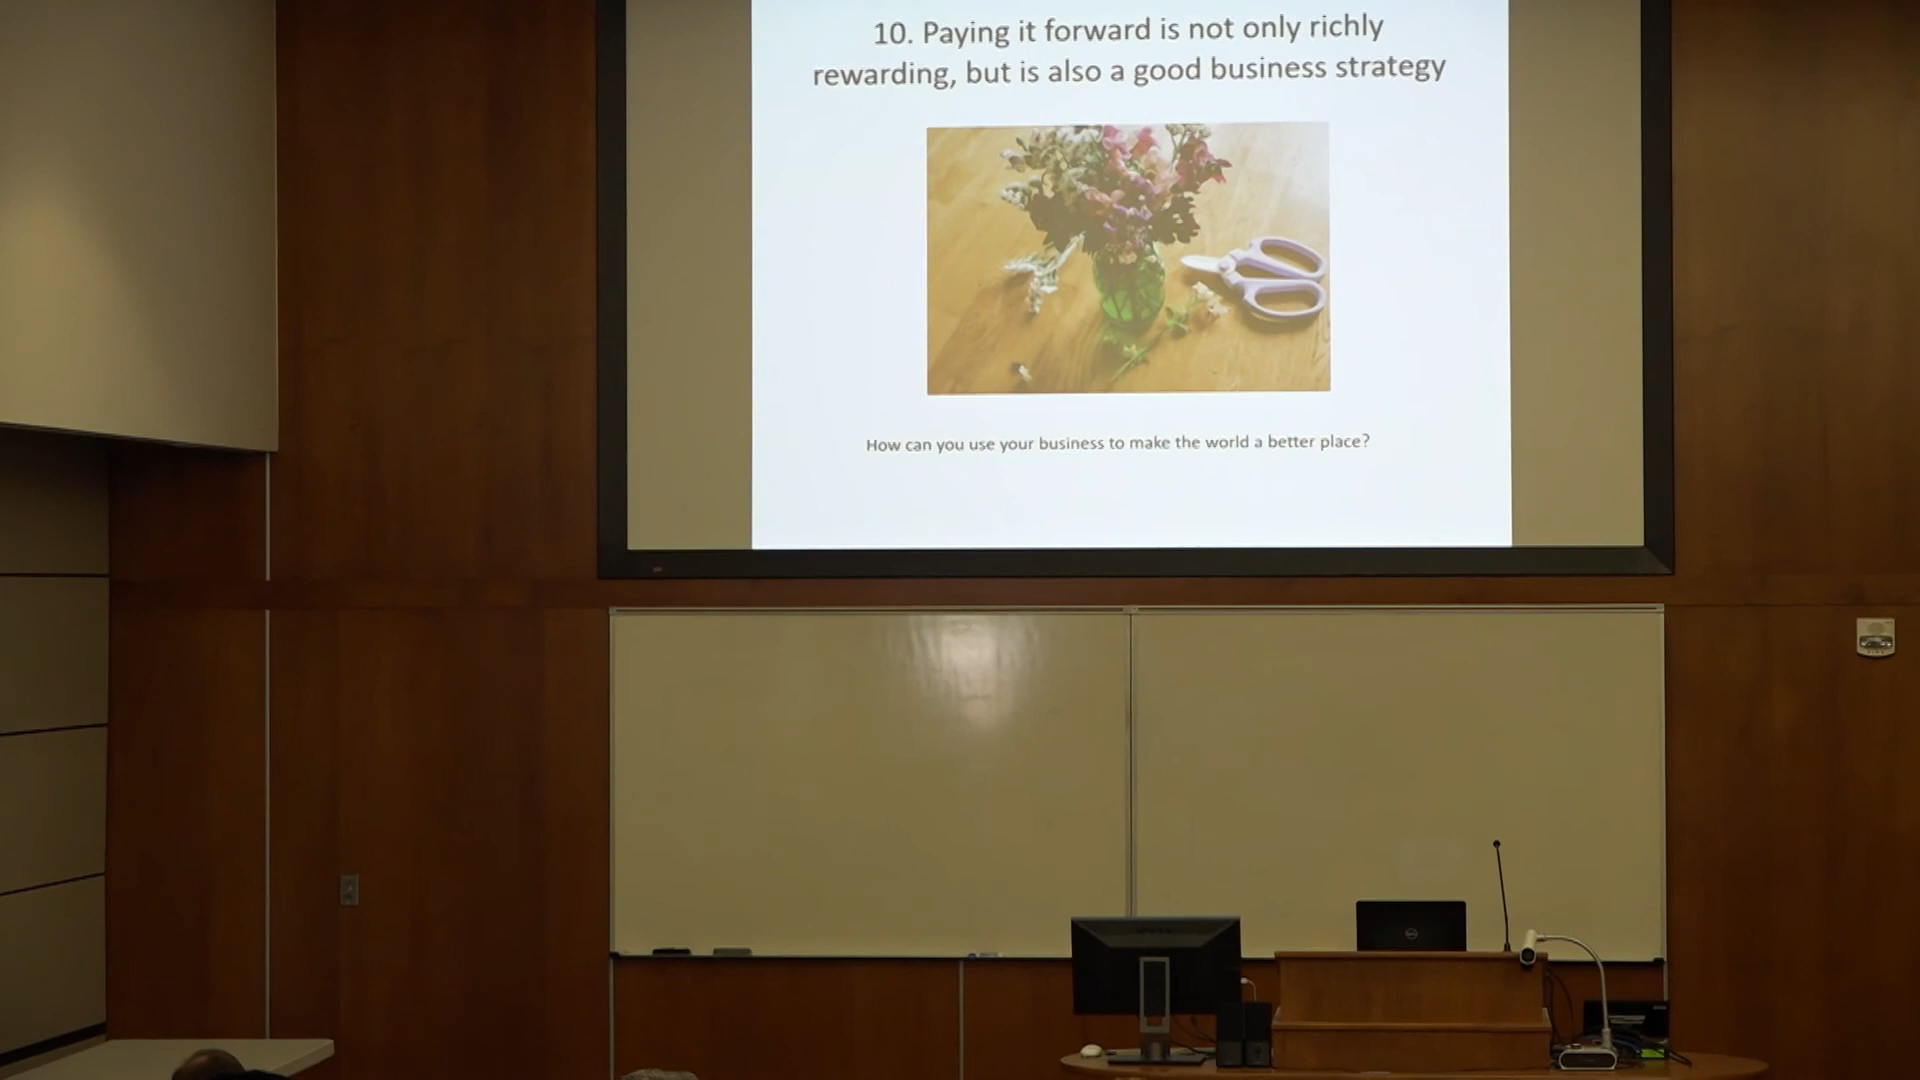 10. Paying it forward is not only richly
rewarding, but is also a good business strategy
How can you use your business to make the world a better place?